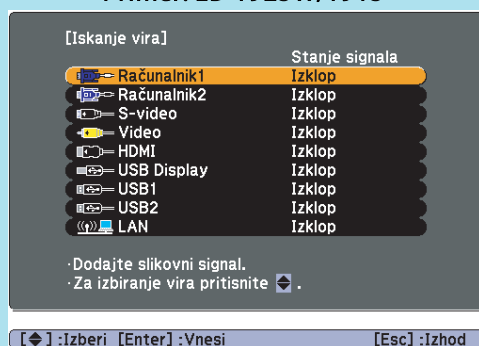 [Iskanje vira]
Stanje signala
Računalnik1 Izklop
Računalnik2 Izklop
S-video Izklop
Video Izklop
HDMI Izklop
USB Display Izklop
USB1 Izklop
USB2 Izklop
LAN Izklop
·Dodajte slikovni signal.
·Za izbiranje vira pritisnite .
[ ] :Izberi [Enter] :Vnesi [Esc] :Izhod